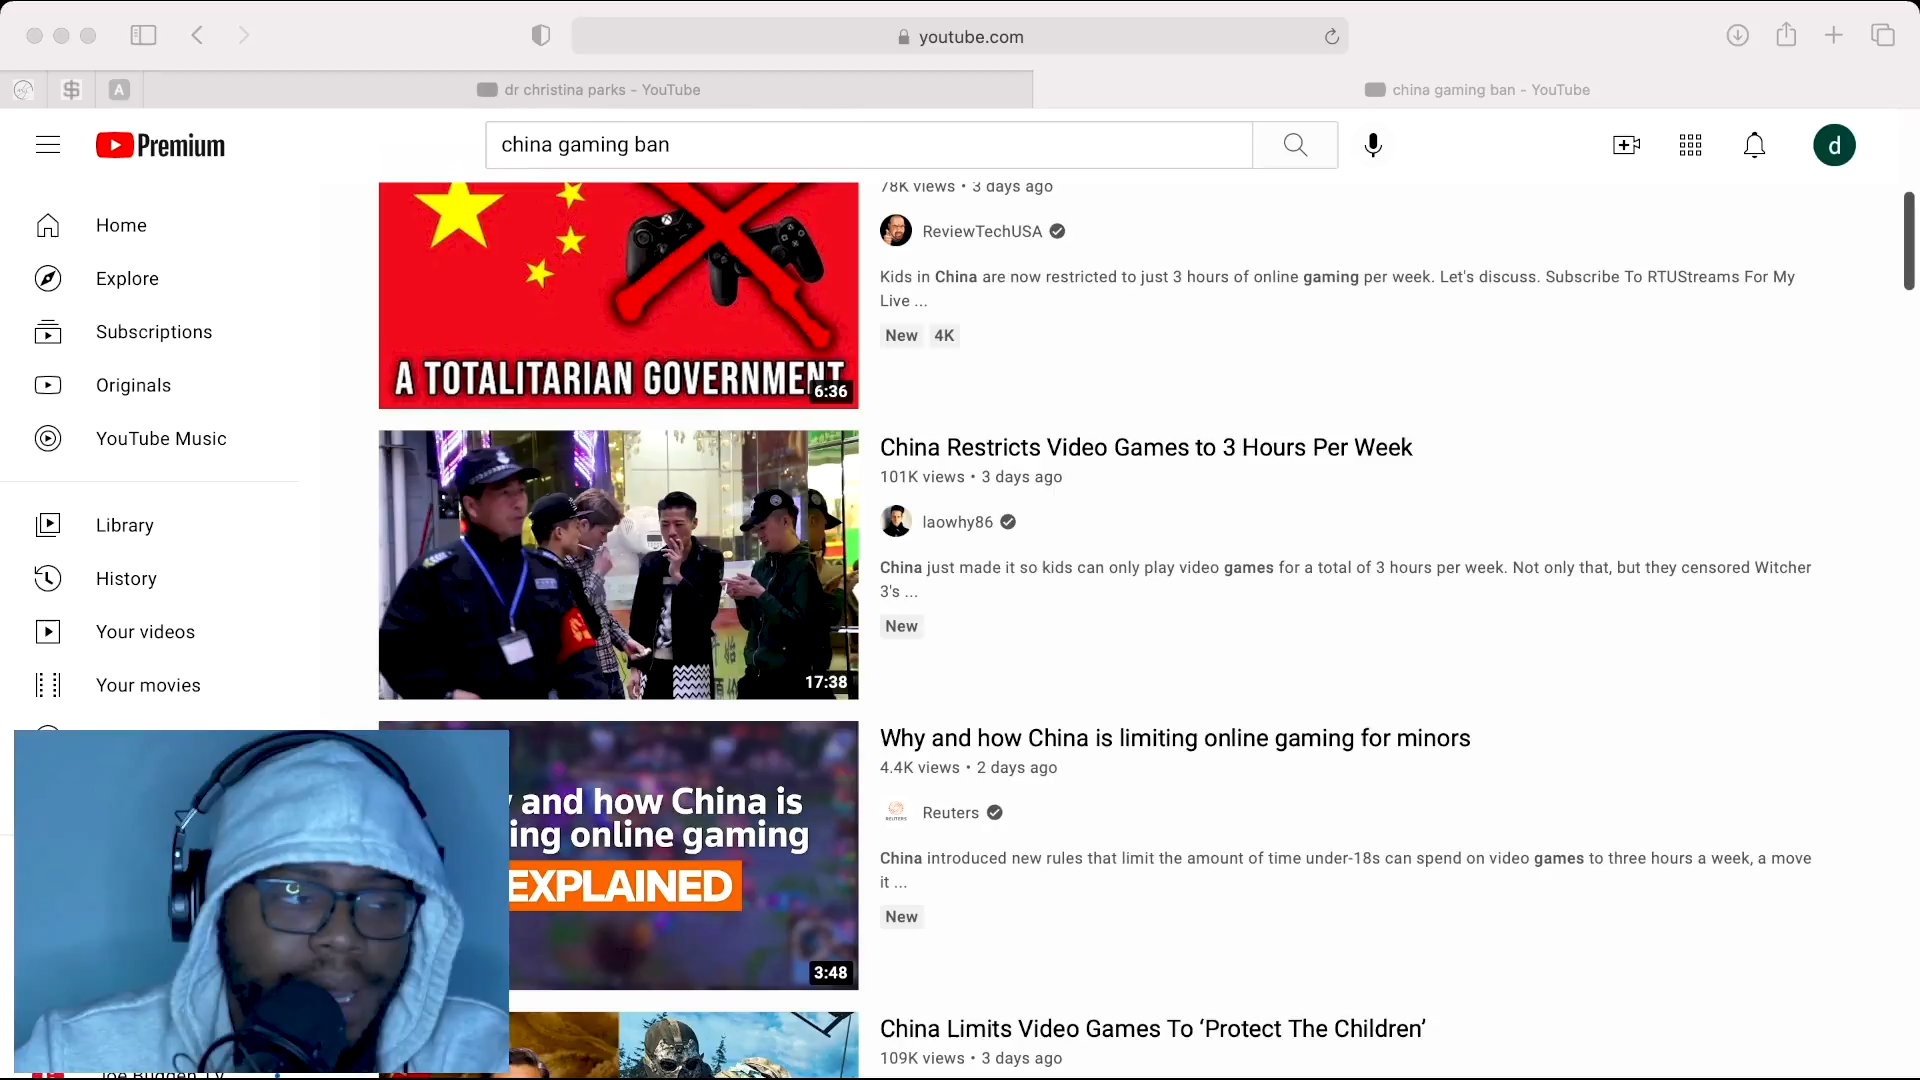 youtube.com
A
dr christina parks - YouTube
china gaming ban - YouTube
Premium
china gaming ban
d
Home
Explore
Subscriptions
Originals
YouTube Music
Library
History
Your videos
Your movies
A TOTALITARIAN GOVERNMENT
6:36
78K views • 3 days ago
ReviewTechUSA
Kids in China are now restricted to just 3 hours of online gaming per week. Let's discuss. Subscribe To RTUStreams For My
Live ...
New 4K
17:38
China Restricts Video Games to 3 Hours Per Week
101K views • 3 days ago
laowhy86
China just made it so kids can only play video games for a total of 3 hours per week. Not only that, but they censored Witcher
3's ...
New
and how China is
ing online gaming
EXPLAINED
3:48
Why and how China is limiting online gaming for minors
4.4K views • 2 days ago
REUTERS
Reuters
China introduced new rules that limit the amount of time under-18s can spend on video games to three hours a week, a move
it ...
New
China Limits Video Games To ‘Protect The Children’
109K views • 3 days ago